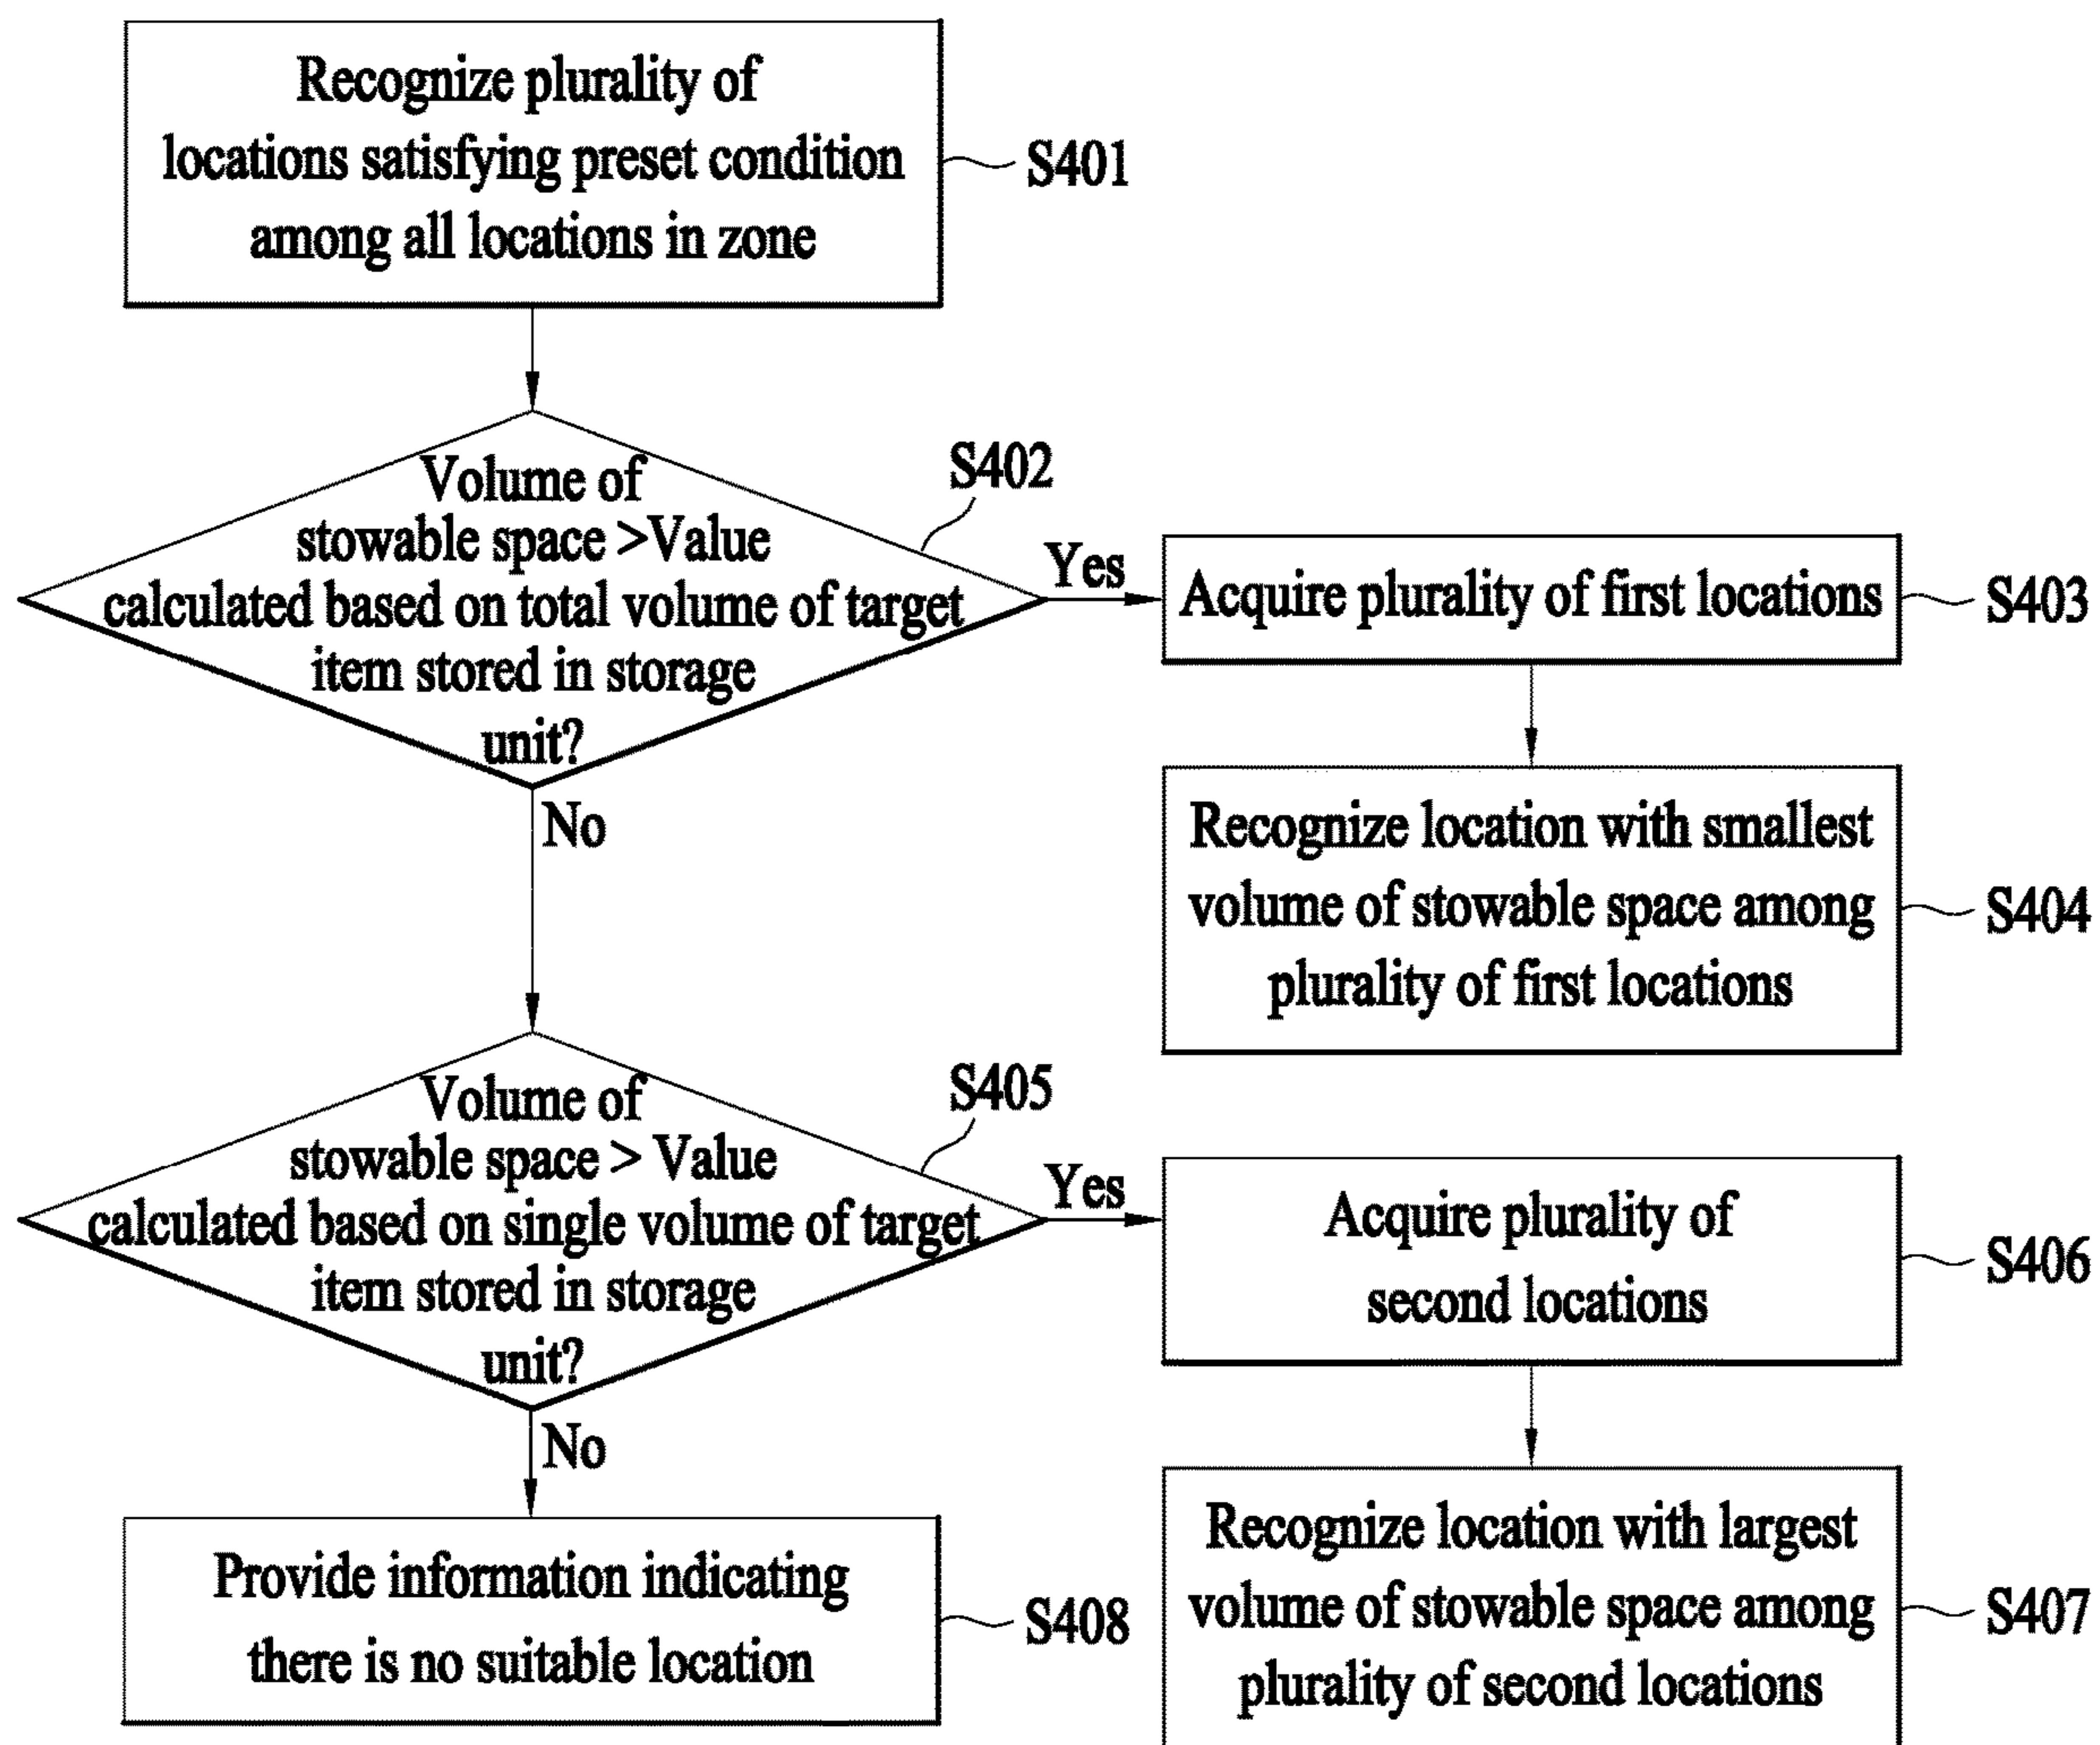 Recognize plurality of
locations satisfying preset condition
among all locations in zone
S401
Volume of
stowable space >Value
calculated based on total volume of target
item stored in storage
unit?
S402
Yes
Acquire plurality of first locations
S403
Recognize location with smallest
volume of stowable space among
plurality of first locations
S404
No
Volume of
stowable space > Value
calculated based on single volume of target
item stored in storage
unit?
S405
Yes
Acquire plurality of
second locations
S406
Recognize location with largest
volume of stowable space among
plurality of second locations
S407
No
Provide information indicating
there is no suitable location
S408